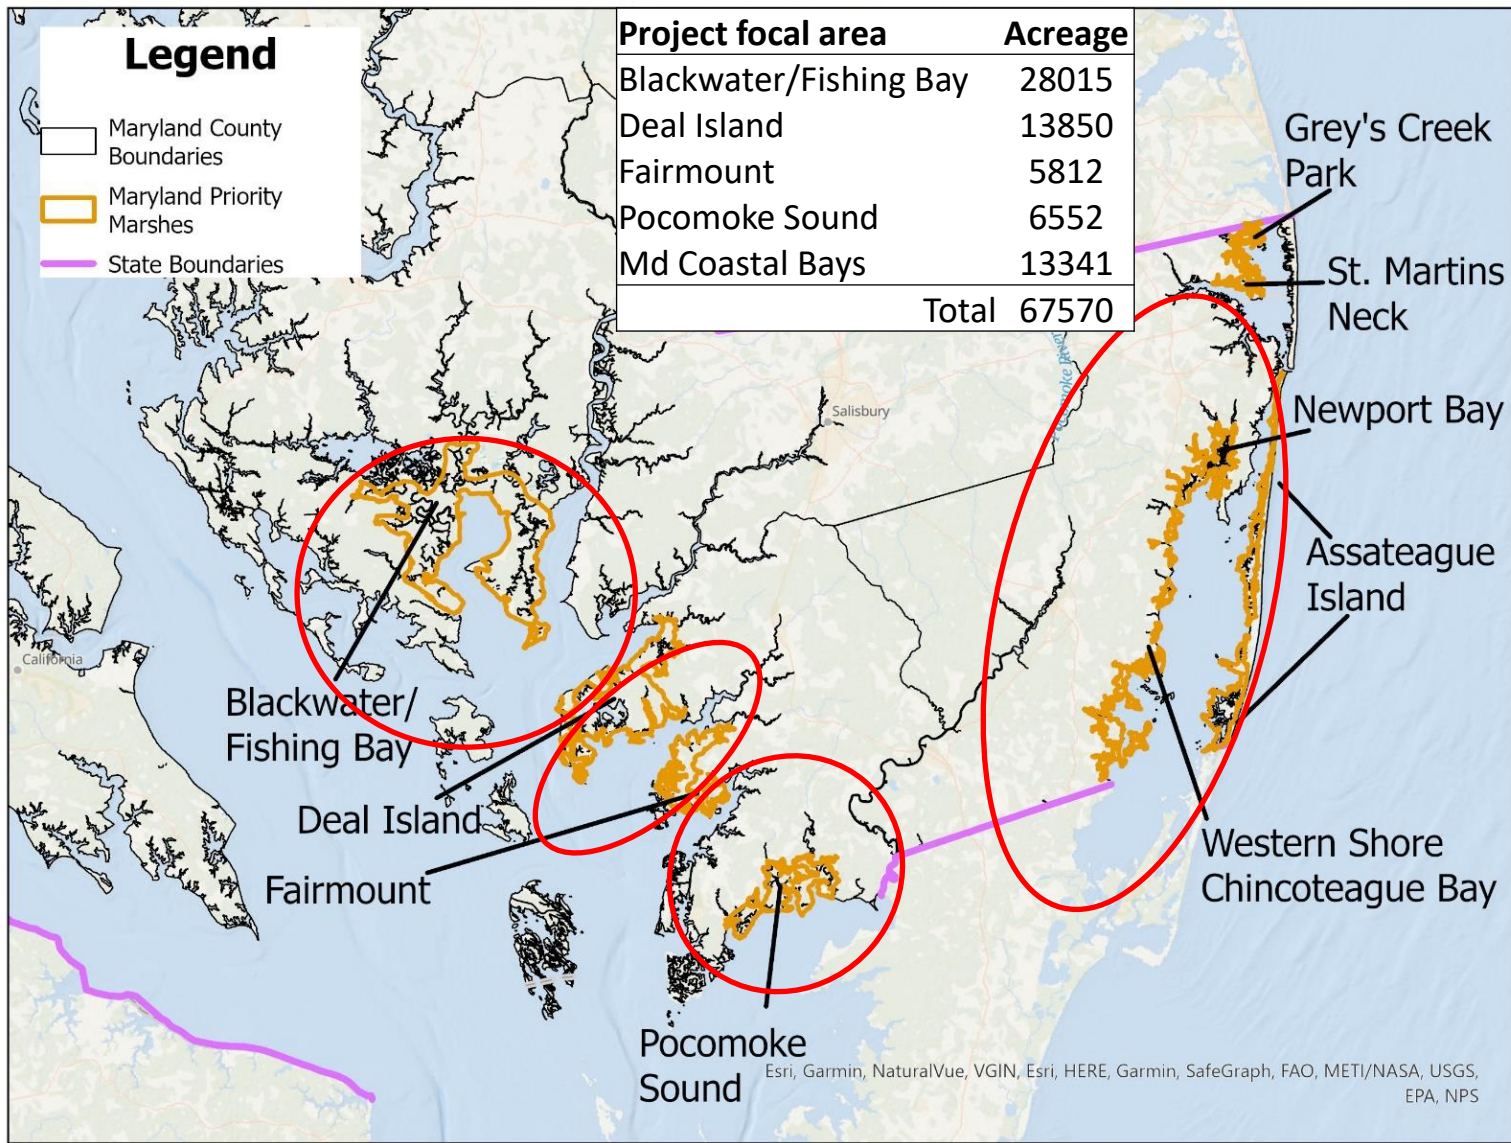 Legend
Maryland County
Boundaries
Maryland Priority
Marshes
State Boundaries
Project focal area Acreage
Blackwater/Fishing Bay 28015
Deal Island 13850
Fairmount 5812
Pocomoke Sound 6552
Md Coastal Bays 13341
Total 67570
Grey's Creek
Park
St. Martins
Neck
Newport Bay
Assateague
Island
Western Shore
Chincoteague Bay
Salisbury
Pocomoke River
California
Blackwater/
Fishing Bay
Deal Island
Fairmount
Pocomoke
Sound
Esri, Garmin, NaturalVue, VGIN, Esri, HERE, Garmin, SafeGraph, FAO, METI/NASA, USGS,
EPA, NPS